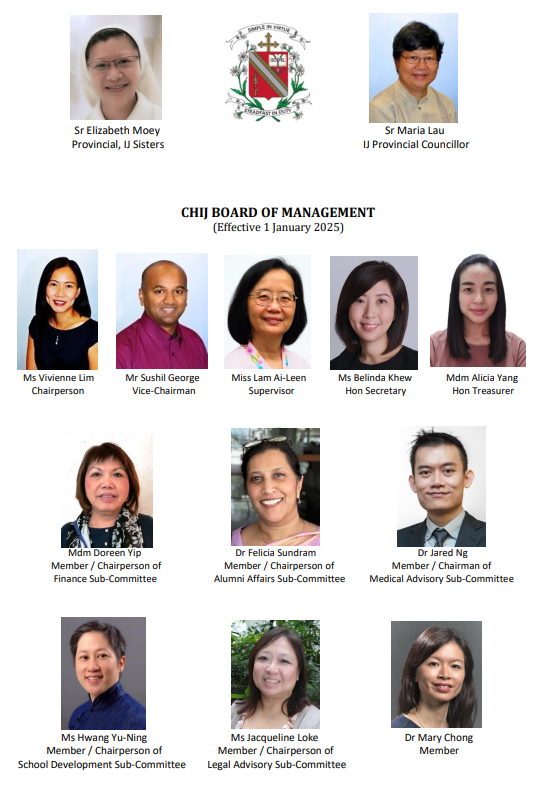 SIMPLE IN VIRTUE
GOSPEL
STEADFAST IN DUTY
Sr Elizabeth Moey
Provincial, IJ Sisters
Sr Maria Lau
IJ Provincial Councillor
CHIJ BOARD OF MANAGEMENT
(Effective 1 January 2025)
Ms Vivienne Lim
Chairperson
Mr Sushil George
Vice-Chairman
Miss Lam Ai-Leen
Supervisor
Ms Belinda Khew
Hon Secretary
Mdm Alicia Yang
Hon Treasurer
Mdm Doreen Yip
Member / Chairperson of
Finance Sub-Committee
Dr Felicia Sundram
Member / Chairperson of
Alumni Affairs Sub-Committee
Dr Jared Ng
Member / Chairman of
Medical Advisory Sub-Committee
Ms Hwang Yu-Ning
Member / Chairperson of
School Development Sub-Committee
Ms Jacqueline Loke
Member / Chairperson of
Legal Advisory Sub-Committee
Dr Mary Chong
Member